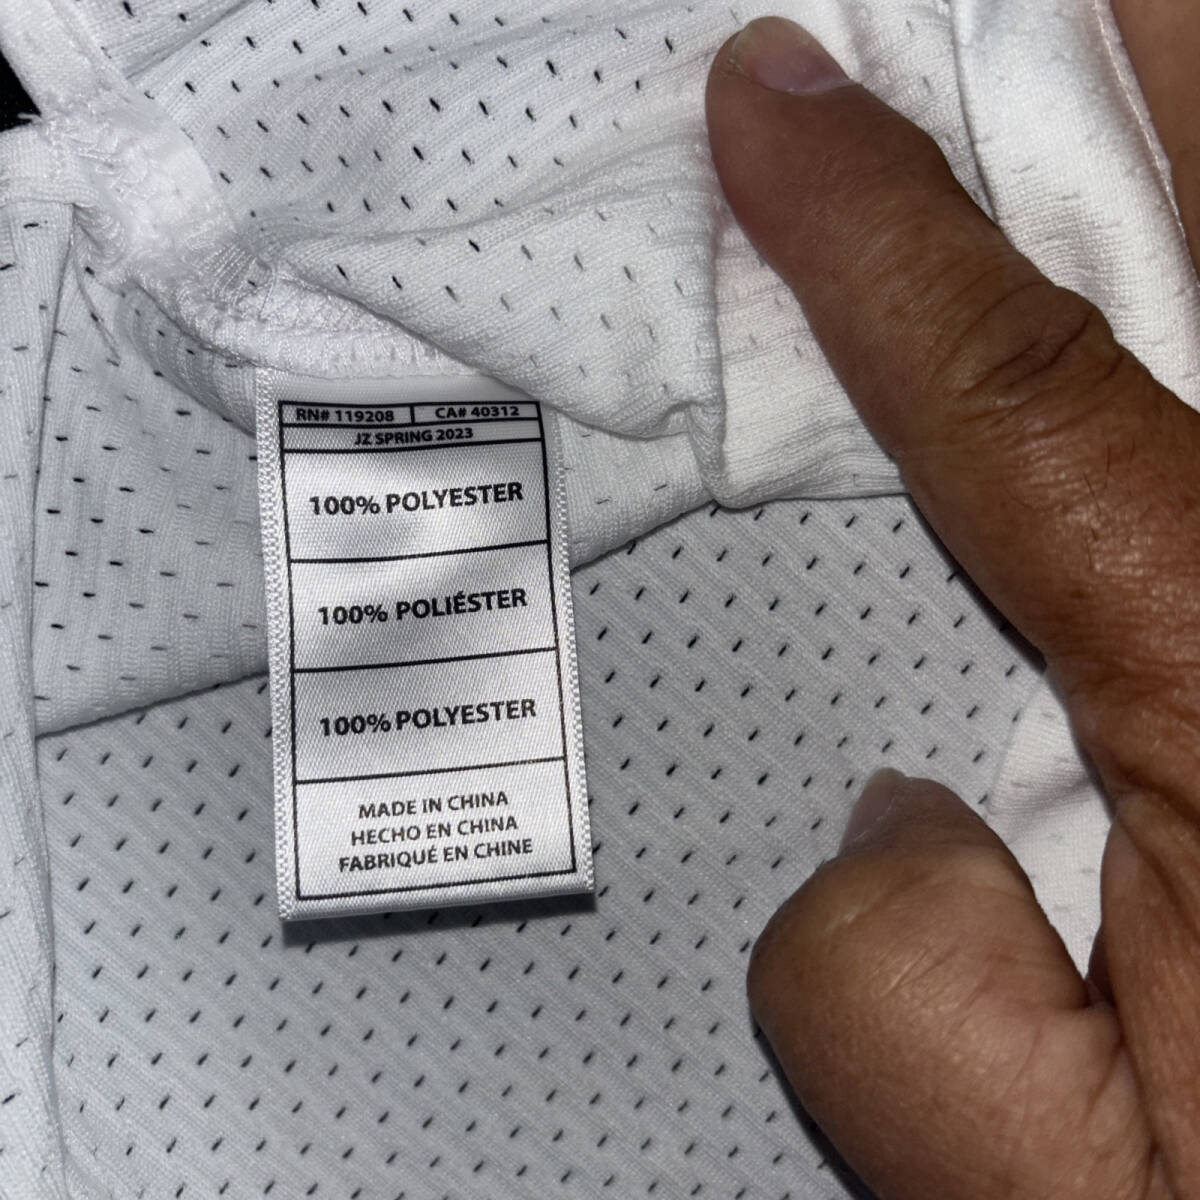 RN# 119208 CA# 40312
JZ SPRING 2023
100% POLYESTER
100% POLIÉSTER
100% POLYESTER
MADE IN CHINA
HECHO EN CHINA
FABRIQUÉ EN CHINE